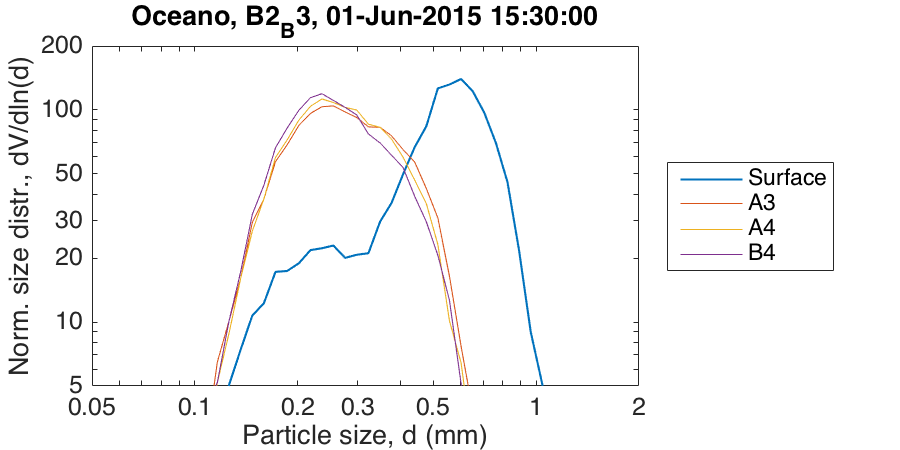 Oceano, B2_B3, 01-Jun-2015 15:30:00
Norm. size distr., dV/dln(d)
200
100
50
30
20
10
5
0.05 0.1 0.2 0.3 0.5 1 2
Particle size, d (mm)
Surface
A3
A4
B4